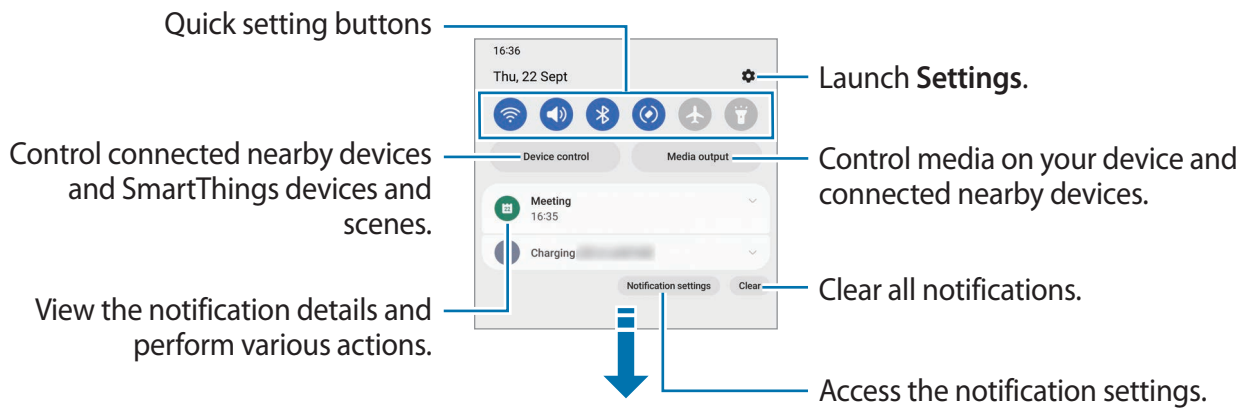 Quick setting buttons
16:36
Thu, 22 Sept
Launch Settings.
Control connected nearby devices
and SmartThings devices and
scenes.
Device control
Media output
Control media on your device and
connected nearby devices.
Meeting
16:35
Charging
View the notification details and
perform various actions.
Notification settings
Clear
Clear all notifications.
Access the notification settings.